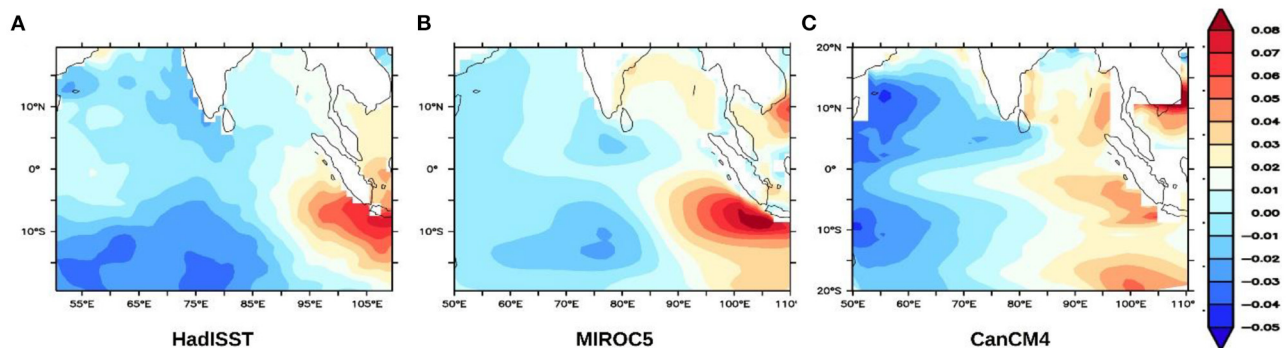 A
B
C
10°N
0°
10°S
55°E 65°E 75°E 85°E 95°E 105°E
HadISST
10°N
0°
10°S
50°E 60°E 70°E 80°E 90°E 100°E 110°
MIROC5
20°N
10°N
0°
10°S
20°S
50°E 60°E 70°E 80°E 90°E 100°E 110°E
CanCM4
0.08
0.07
0.06
0.05
0.04
0.03
0.02
0.01
0.00
−0.01
−0.02
−0.03
−0.04
−0.05